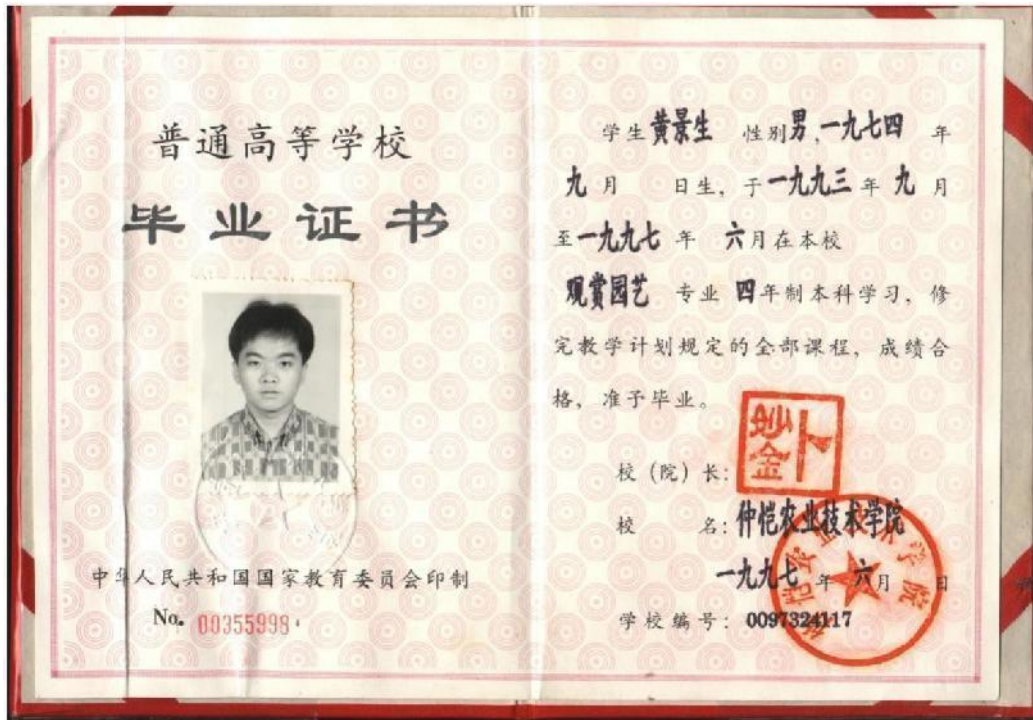 普通高等学校
毕业证书
中华人民共和国国家教育委员会印制
No. 00355998
学生黄景生 性别男,一九七四 年
九月 日生，于一九九三年九月
至一九九七 年 六月在本校
观赏园艺 专业 四年制本科学习，修
完教学计划规定的全部课程，成绩合
格，准予毕业。
校（院）长：
校 名：仲恺农业技术学院
一九九七年 六月 日
学校编号：0097324117